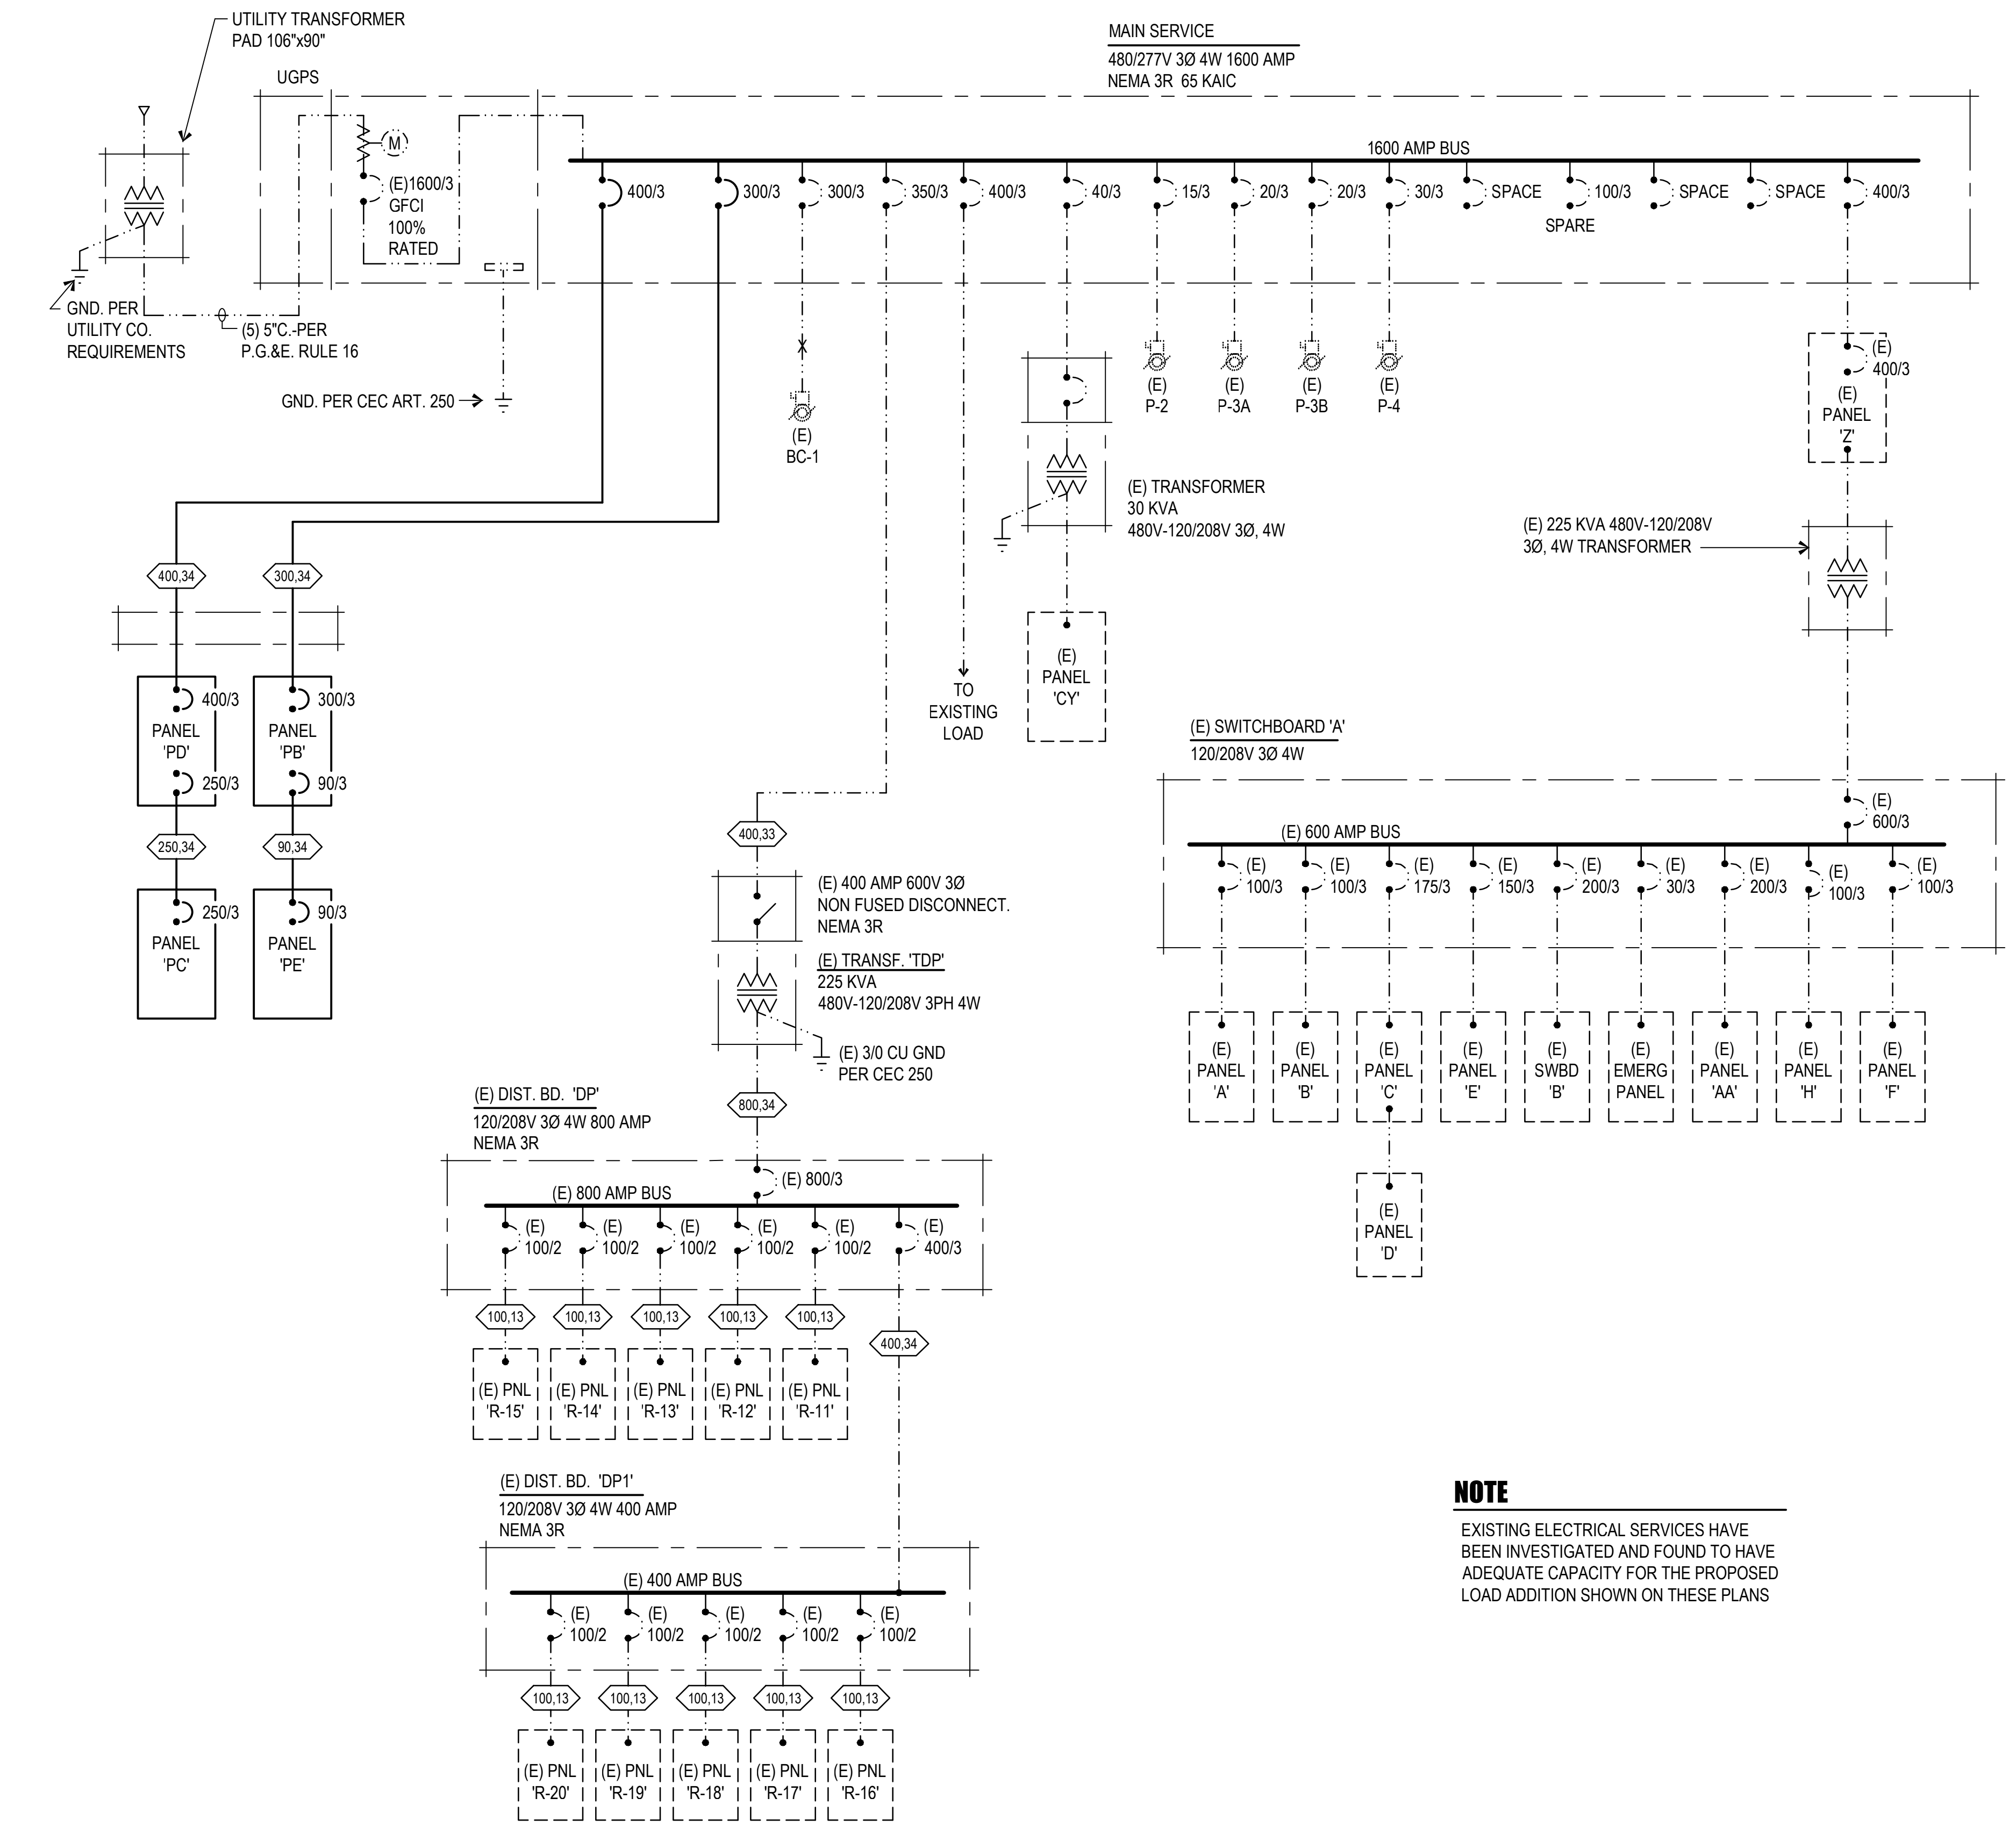 UTILITY TRANSFORMER
PAD 106"x90"
UGPS
MAIN SERVICE
480/277V 3Ø 4W 1600 AMP
NEMA 3R  65 KAIC
1600 AMP BUS
M
(E)1600/3
GFCI
100%
RATED
400/3
300/3
300/3
350/3
400/3
40/3
15/3
20/3
20/3
30/3
SPACE
100/3
SPARE
SPACE
SPACE
400/3
GND. PER
UTILITY CO.
REQUIREMENTS
(5) 5"C.-PER
P.G.&E. RULE 16
GND. PER CEC ART. 250
(E)
BC-1
(E)
P-2
(E)
P-3A
(E)
P-3B
(E)
P-4
(E)
400/3
(E)
PANEL
'Z'
(E) TRANSFORMER
30 KVA
480V-120/208V 3Ø, 4W
(E) 225 KVA 480V-120/208V
3Ø, 4W TRANSFORMER
400,34
300,34
400/3
PANEL
'PD'
250/3
300/3
PANEL
'PB'
90/3
250,34
90,34
250/3
PANEL
'PC'
90/3
PANEL
'PE'
TO
EXISTING
LOAD
(E)
PANEL
'CY'
(E) SWITCHBOARD 'A'
120/208V 3Ø 4W
(E)
600/3
(E) 600 AMP BUS
(E)
100/3
(E)
100/3
(E)
175/3
(E)
150/3
(E)
200/3
(E)
30/3
(E)
200/3
(E)
100/3
(E)
100/3
(E)
PANEL
'A'
(E)
PANEL
'B'
(E)
PANEL
'C'
(E)
PANEL
'E'
(E)
SWBD
'B'
(E)
EMERG
PANEL
(E)
PANEL
'AA'
(E)
PANEL
'H'
(E)
PANEL
'F'
(E)
PANEL
'D'
400,33
(E) 400 AMP 600V 3Ø
NON FUSED DISCONNECT.
NEMA 3R
(E) TRANSF. 'TDP'
225 KVA
480V-120/208V 3PH 4W
(E) 3/0 CU GND
PER CEC 250
800,34
(E) DIST. BD.  'DP'
120/208V 3Ø 4W 800 AMP
NEMA 3R
(E) 800/3
(E) 800 AMP BUS
(E)
100/2
(E)
100/2
(E)
100/2
(E)
100/2
(E)
100/2
(E)
400/3
100,13
100,13
100,13
100,13
100,13
400,34
(E) PNL
'R-15'
(E) PNL
'R-14'
(E) PNL
'R-13'
(E) PNL
'R-12'
(E) PNL
'R-11'
(E) DIST. BD.  'DP1'
120/208V 3Ø 4W 400 AMP
NEMA 3R
(E) 400 AMP BUS
(E)
100/2
(E)
100/2
(E)
100/2
(E)
100/2
(E)
100/2
100,13
100,13
100,13
100,13
100,13
(E) PNL
'R-20'
(E) PNL
'R-19'
(E) PNL
'R-18'
(E) PNL
'R-17'
(E) PNL
'R-16'
NOTE
EXISTING ELECTRICAL SERVICES HAVE
BEEN INVESTIGATED AND FOUND TO HAVE
ADEQUATE CAPACITY FOR THE PROPOSED
LOAD ADDITION SHOWN ON THESE PLANS